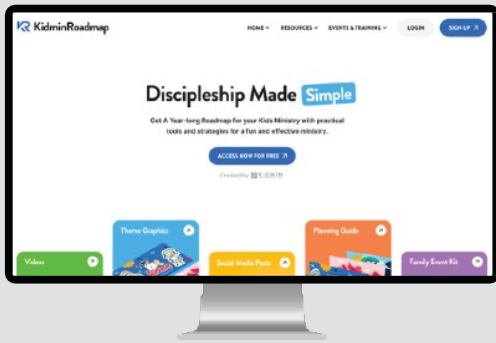 KidminRoadmap
HOME
RESOURCES
EVENTS & TRAINING
LOGIN
SIGN UP
Discipleship Made Simple
Get A Year-long Roadmap for your Kids Ministry with practical
tools and strategies for a fun and effective ministry.
ACCESS NOW FOR FREE
Created by
Videos
Theme Graphics
Social Media Posts
Planning Guide
Family Event Kit